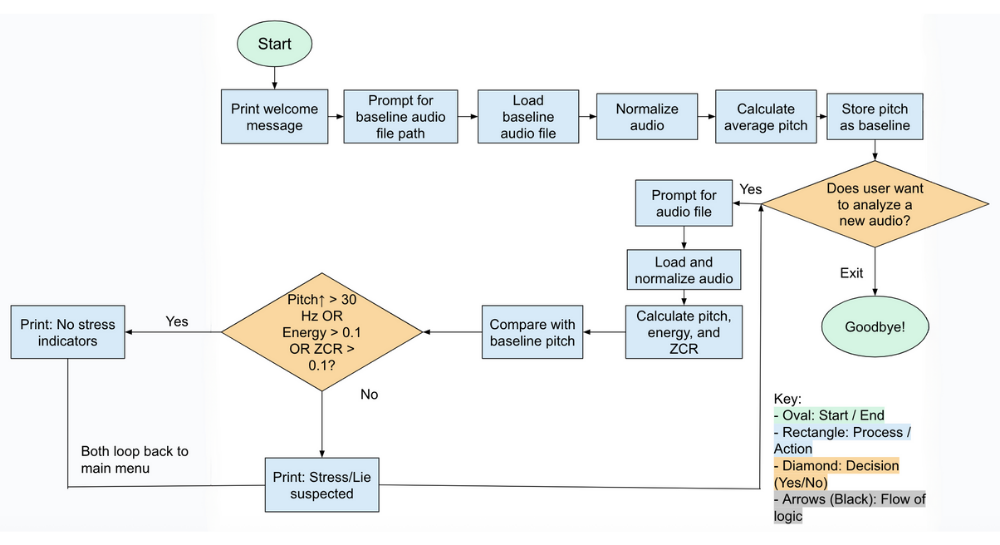 Start
Print welcome
message
Prompt for
baseline audio
file path
Load
baseline
audio file
Normalize
audio
Calculate
average pitch
Store pitch
as baseline
Does user want
to analyze a
new audio?
Yes
Prompt for
audio file
Load and
normalize audio
Calculate pitch,
energy, and
ZCR
Compare with
baseline pitch
Pitch↑ > 30
Hz OR
Energy > 0.1
OR ZCR >
0.1?
Yes
Print: No stress
indicators
No
Print: Stress/Lie
suspected
Both loop back to
main menu
Exit
Goodbye!
Key:
- Oval: Start / End
- Rectangle: Process /
Action
- Diamond: Decision
(Yes/No)
- Arrows (Black): Flow of
logic